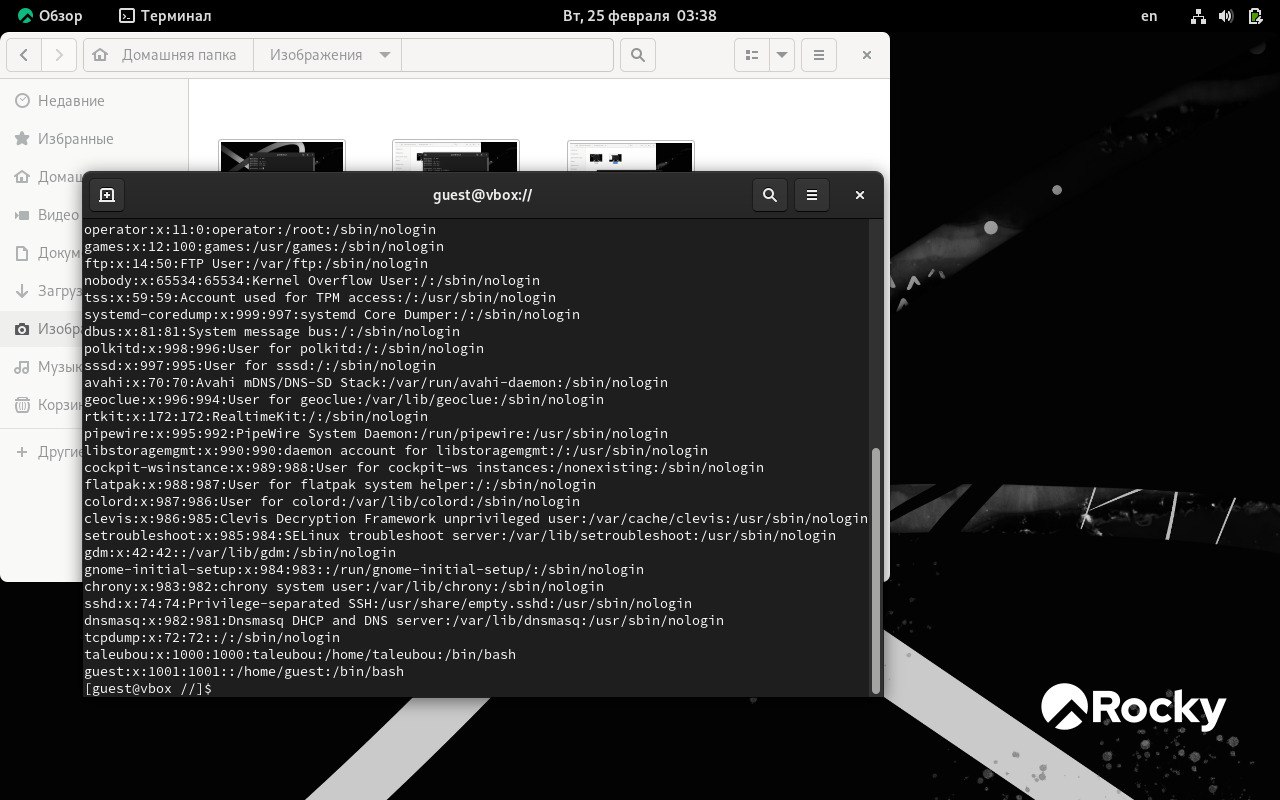 Обзор Терминал Вт, 25 февраля 03:38 en
Домашняя папка Изображения
Недавние
Избранные
Видео
guest@vbox://
operator:x:11:0:operator:/root:/sbin/nologin
games:x:12:100:games:/usr/games:/sbin/nologin
ftp:x:14:50:FTP User:/var/ftp:/sbin/nologin
nobody:x:65534:65534:Kernel Overflow User:/:/sbin/nologin
tss:x:59:59:Account used for TPM access:/:/usr/sbin/nologin
systemd-coredump:x:999:997:systemd Core Dumper:/:/sbin/nologin
dbus:x:81:81:System message bus:/:/sbin/nologin
polkitd:x:998:996:User for polkitd:/:/sbin/nologin
sssd:x:997:995:User for sssd:/:/sbin/nologin
avahi:x:70:70:Avahi mDNS/DNS-SD Stack:/var/run/avahi-daemon:/sbin/nologin
geoclue:x:996:994:User for geoclue:/var/lib/geoclue:/sbin/nologin
rtkit:x:172:172:RealtimeKit:/:/sbin/nologin
pipewire:x:995:992:PipeWire System Daemon:/run/pipewire:/usr/sbin/nologin
libstoragemgmt:x:990:990:daemon account for libstoragemgmt:/:/usr/sbin/nologin
cockpit-wsinstance:x:989:988:User for cockpit-ws instances:/nonexisting:/sbin/nologin
flatpak:x:988:987:User for flatpak system helper:/:/sbin/nologin
colord:x:987:986:User for colord:/var/lib/colord:/sbin/nologin
clevis:x:986:985:Clevis Decryption Framework unprivileged user:/var/cache/clevis:/usr/sbin/nologin
setroubleshoot:x:985:984:SELinux troubleshoot server:/var/lib/setroubleshoot:/usr/sbin/nologin
gdm:x:42:42::/var/lib/gdm:/sbin/nologin
gnome-initial-setup:x:984:983::/run/gnome-initial-setup/:/sbin/nologin
chrony:x:983:982:chrony system user:/var/lib/chrony:/sbin/nologin
sshd:x:74:74:Privilege-separated SSH:/usr/share/empty.sshd:/usr/sbin/nologin
dnsmasq:x:982:981:Dnsmasq DHCP and DNS server:/var/lib/dnsmasq:/usr/sbin/nologin
tcpdump:x:72:72::/:/sbin/nologin
taleubou:x:1000:1000:taleubou:/home/taleubou:/bin/bash
guest:x:1001:1001::/home/guest:/bin/bash
[guest@vbox //]$
Rocky